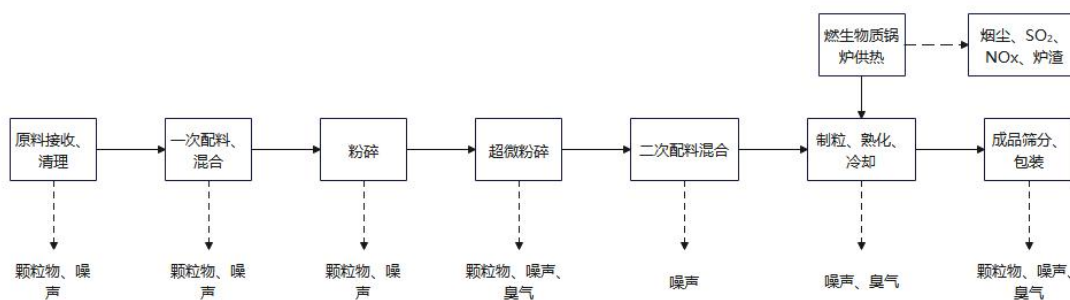 燃生物质锅
炉供热
烟尘、SO₂、
NOx、炉渣
原料接收、
清理
一次配料、
混合
粉碎
超微粉碎
二次配料混合
制粒、熟化、
冷却
成品筛分、
包装
颗粒物、噪
声
颗粒物、噪
声
颗粒物、噪
声
颗粒物、噪声、
臭气
噪声
噪声、臭气
颗粒物、噪声、
臭气